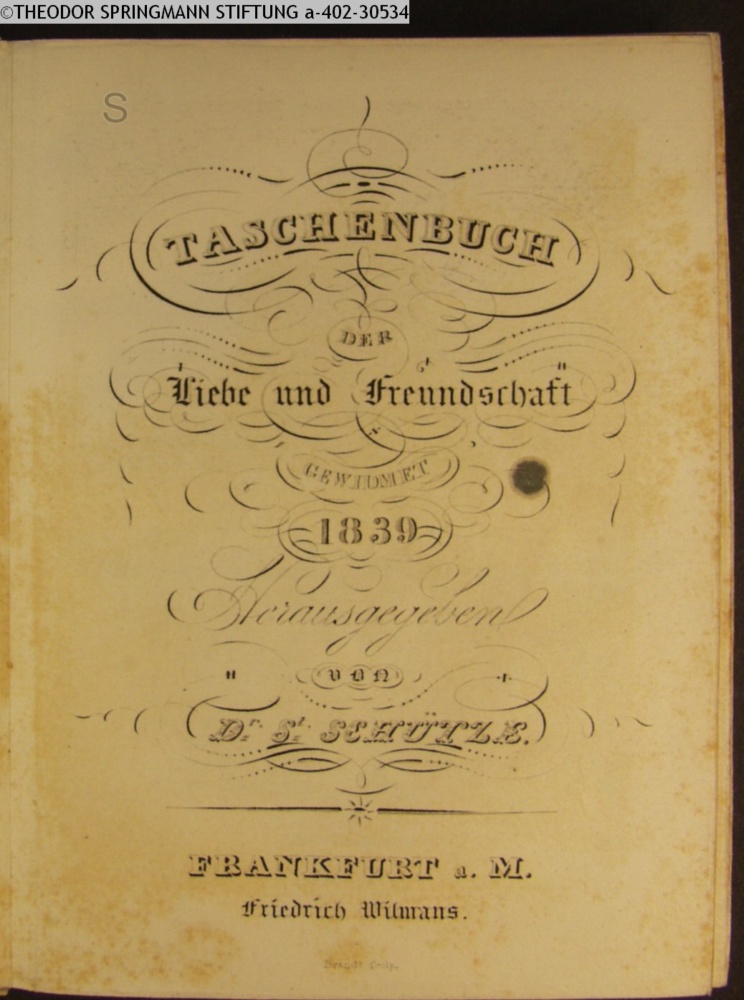 ©THEODOR SPRINGMANN STIFTUNG a-402-30534
S
TASCHENBUCH
DER
Liebe und Freundschaft
GEWIDMET
1839
Herausgegeben
von
Dr. St. SCHÜTZE.
FRANKFURT a. M.
Friedrich Wilmans.